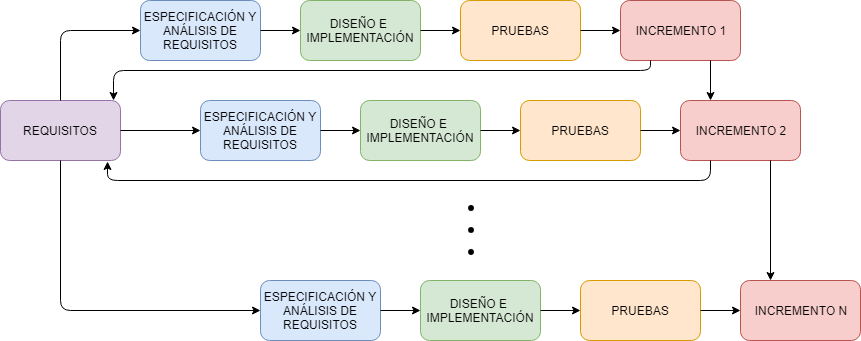 ESPECIFICACIÓN Y
ANÁLISIS DE
REQUISITOS
DISEÑO E
IMPLEMENTACIÓN
PRUEBAS
INCREMENTO 1
REQUISITOS
ESPECIFICACIÓN Y
ANÁLISIS DE
REQUISITOS
DISEÑO E
IMPLEMENTACIÓN
PRUEBAS
INCREMENTO 2
ESPECIFICACIÓN Y
ANÁLISIS DE
REQUISITOS
DISEÑO E
IMPLEMENTACIÓN
PRUEBAS
INCREMENTO N